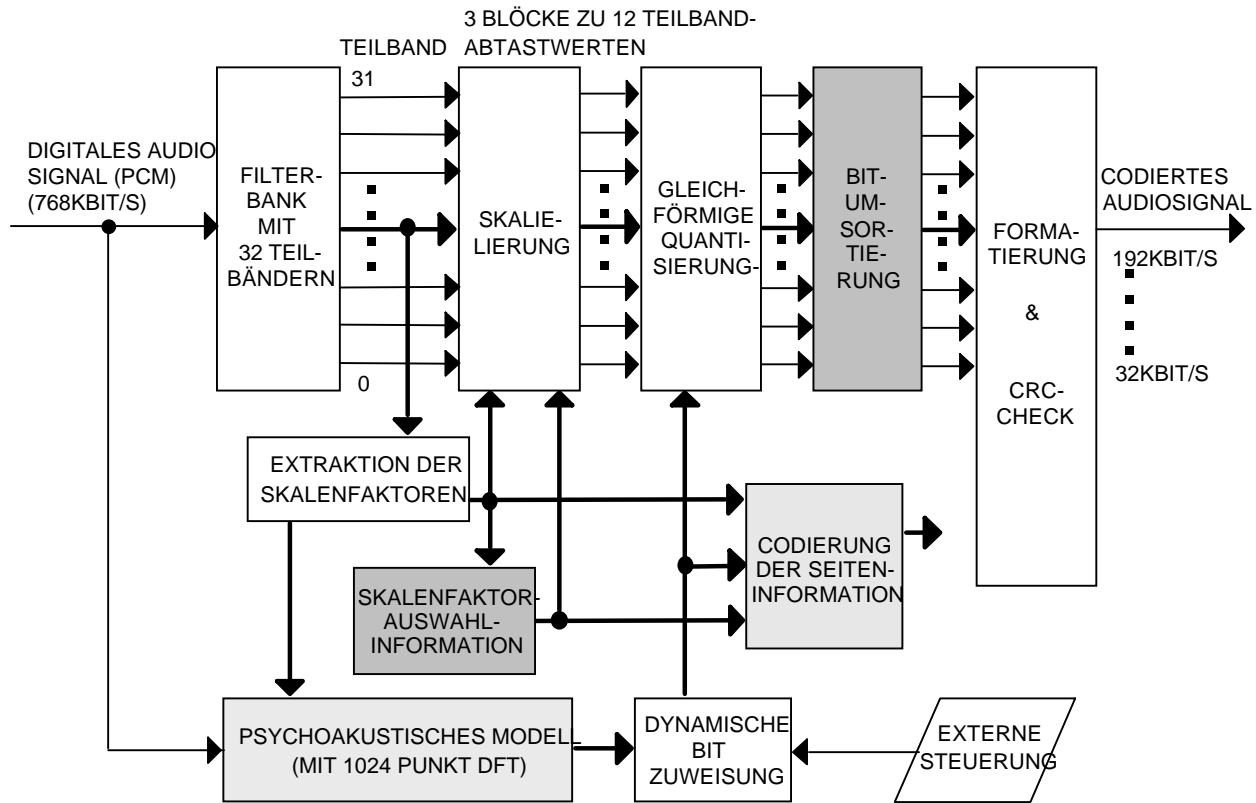 3 BLÖCKE ZU 12 TEILBAND-
TEILBAND
ABTASTWERTEN
31
0
DIGITALES AUDIO
SIGNAL (PCM)
(768KBIT/S)
FILTER-
BANK
MIT
32 TEIL-
BÄNDERN
SKALIE-
LIERUNG
GLEICH-
FÖRMIGE
QUANTI-
SIERUNG-
BIT-
UM-
SOR-
TIE-
RUNG
FORMA-
TIERUNG
&
CRC-
CHECK
CODIERTES
AUDIOSIGNAL
192KBIT/S
32KBIT/S
EXTRAKTION DER
SKALENFAKTOREN
SKALENFAKTOR-
AUSWAHL-
INFORMATION
CODIERUNG
DER SEITEN-
INFORMATION
PSYCHOAKUSTISCHES MODELL
(MIT 1024 PUNKT DFT)
DYNAMISCHE
BIT
ZUWEISUNG
EXTERNE
STEUERUNG